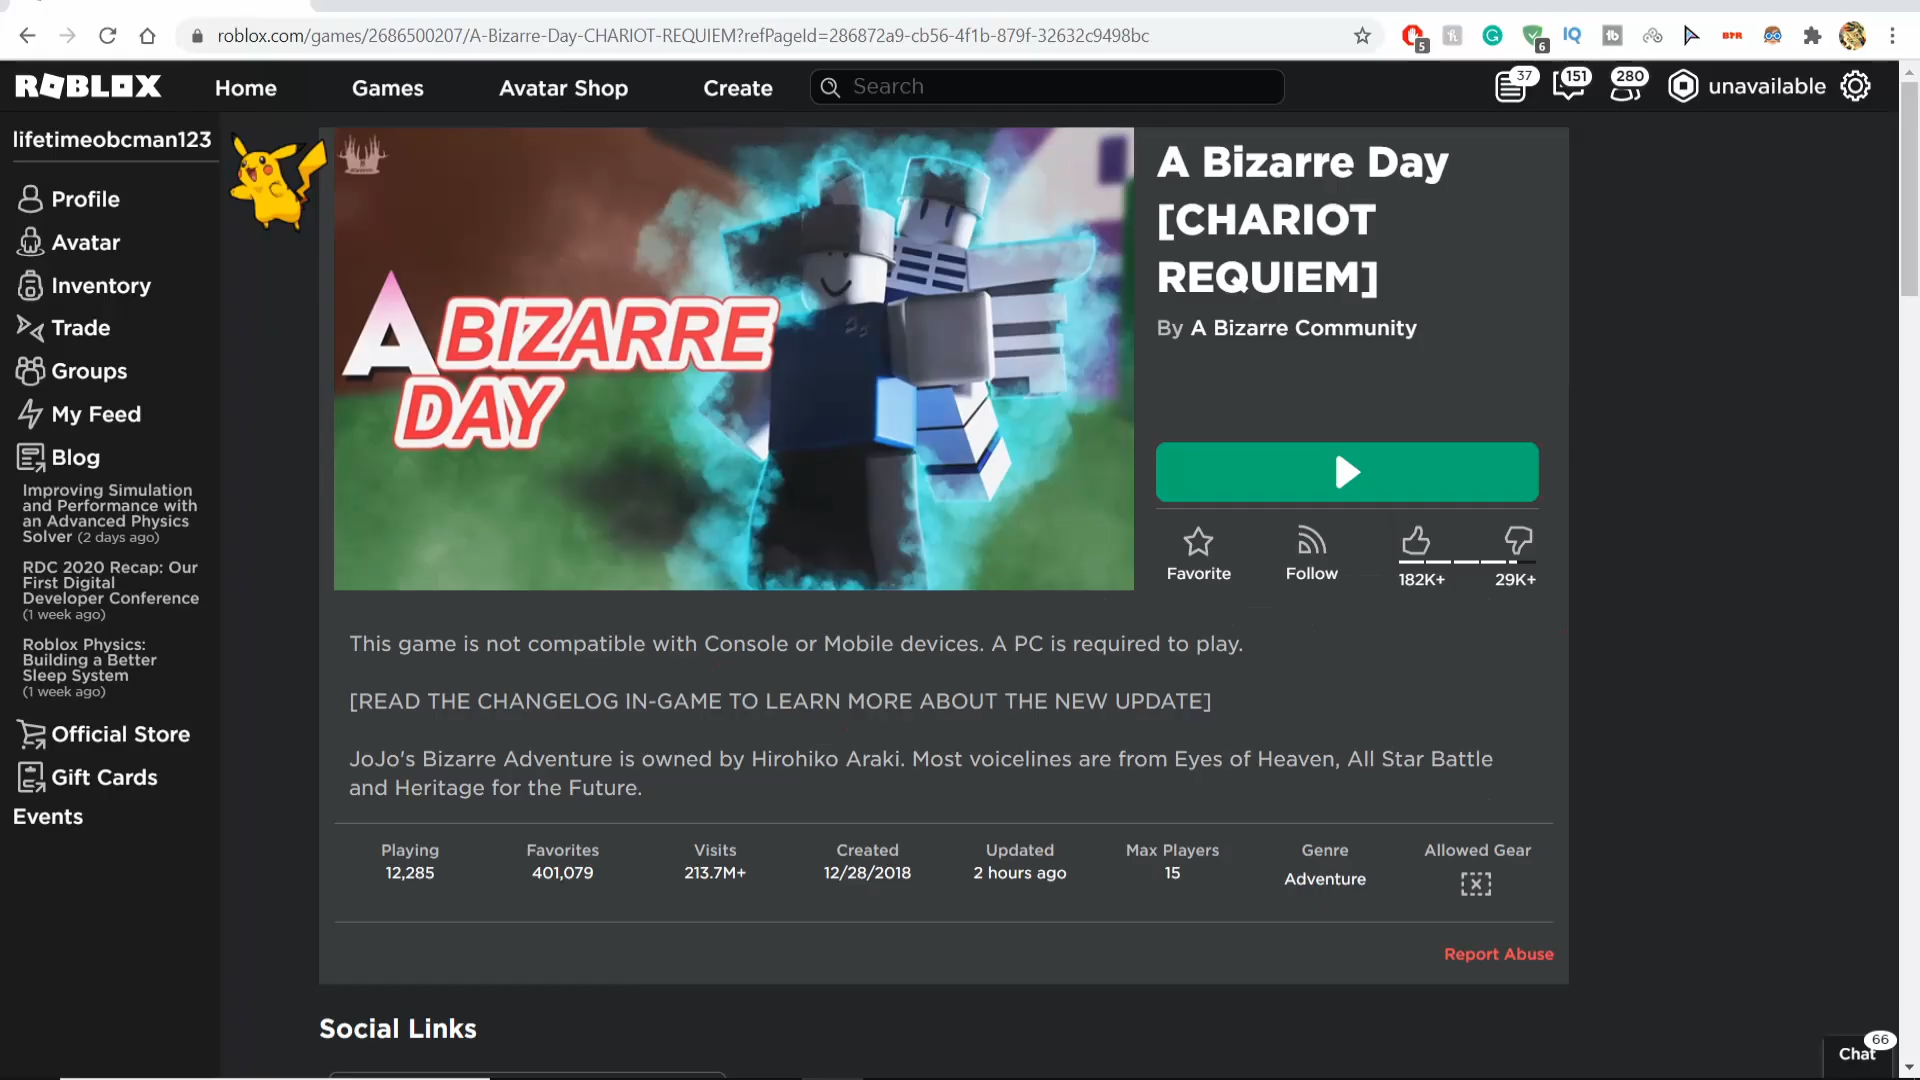 roblox.com/games/2686500207/A-Bizarre-Day-CHARIOT-REQUIEM?refPageId=286872a9-cb56-4f1b-879f-32632c9498bc
5
6
IQ
BTR
ROBLOX
Home
Games
Avatar Shop
Create
Search
37
151
280
unavailable
lifetimeobcman123
Profile
Avatar
Inventory
Trade
Groups
My Feed
Blog
Improving Simulation
and Performance with
an Advanced Physics
Solver (2 days ago)
RDC 2020 Recap: Our
First Digital
Developer Conference
(1 week ago)
Roblox Physics:
Building a Better
Sleep System
(1 week ago)
Official Store
Gift Cards
Events
A BIZARRE
DAY
A Bizarre Day
[CHARIOT
REQUIEM]
By A Bizarre Community
Favorite
Follow
182K+
29K+
This game is not compatible with Console or Mobile devices. A PC is required to play.
[READ THE CHANGELOG IN-GAME TO LEARN MORE ABOUT THE NEW UPDATE]
JoJo's Bizarre Adventure is owned by Hirohiko Araki. Most voicelines are from Eyes of Heaven, All Star Battle
and Heritage for the Future.
Playing
Favorites
Visits
Created
Updated
Max Players
Genre
Allowed Gear
12,285
401,079
213.7M+
12/28/2018
2 hours ago
15
Adventure
Report Abuse
Social Links
Chat
66